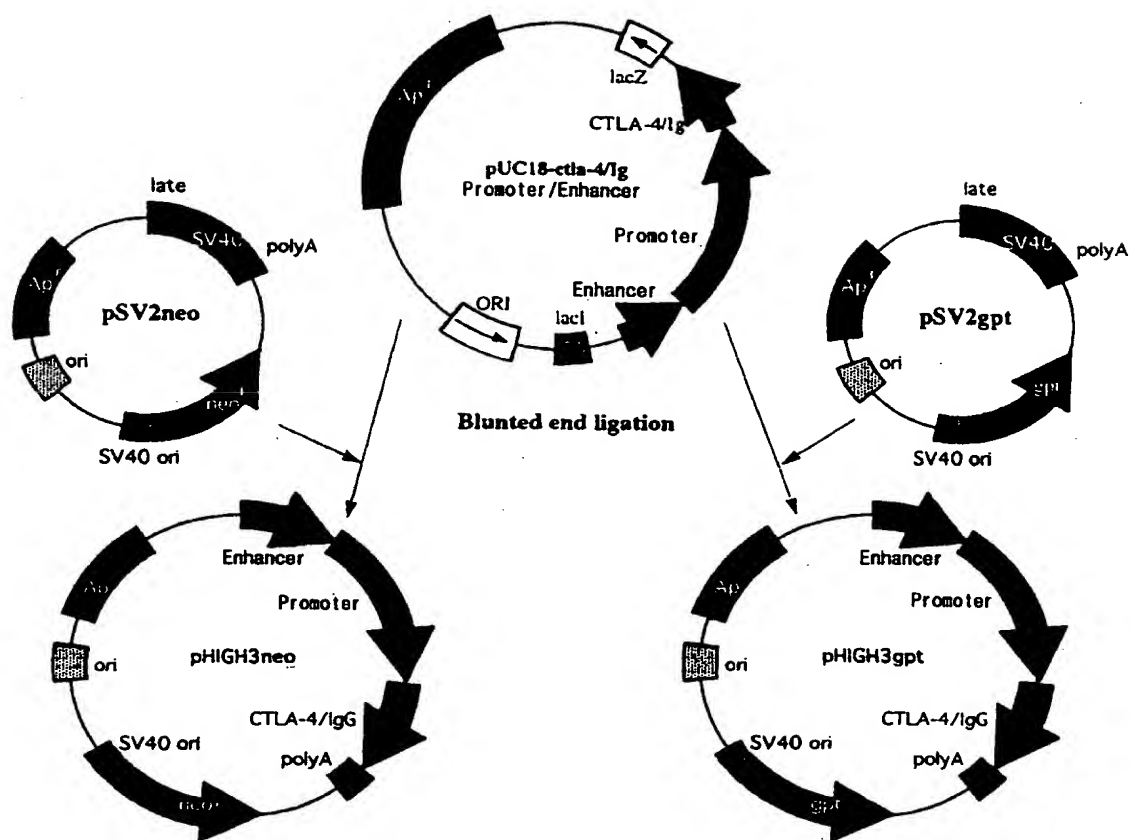 lacZ
Ap^r
CTLA-4/Ig
pUC18-ctla-4/Ig
Promoter/Enhancer
Promoter
Enhancer
ORI
lacI
late
SV40
polyA
Ap^r
pSV2neo
ori
neo^r
SV40 ori
late
SV40
polyA
Ap^r
pSV2gpt
ori
gpt
SV40 ori
Blunted end ligation
Enhancer
Ap
Promoter
ori
pHIGH3neo
CTLA-4/IgG
SV40 ori
polyA
neo^r
Enhancer
Ap
Promoter
ori
pHIGH3gpt
CTLA-4/IgG
SV40 ori
polyA
gpt